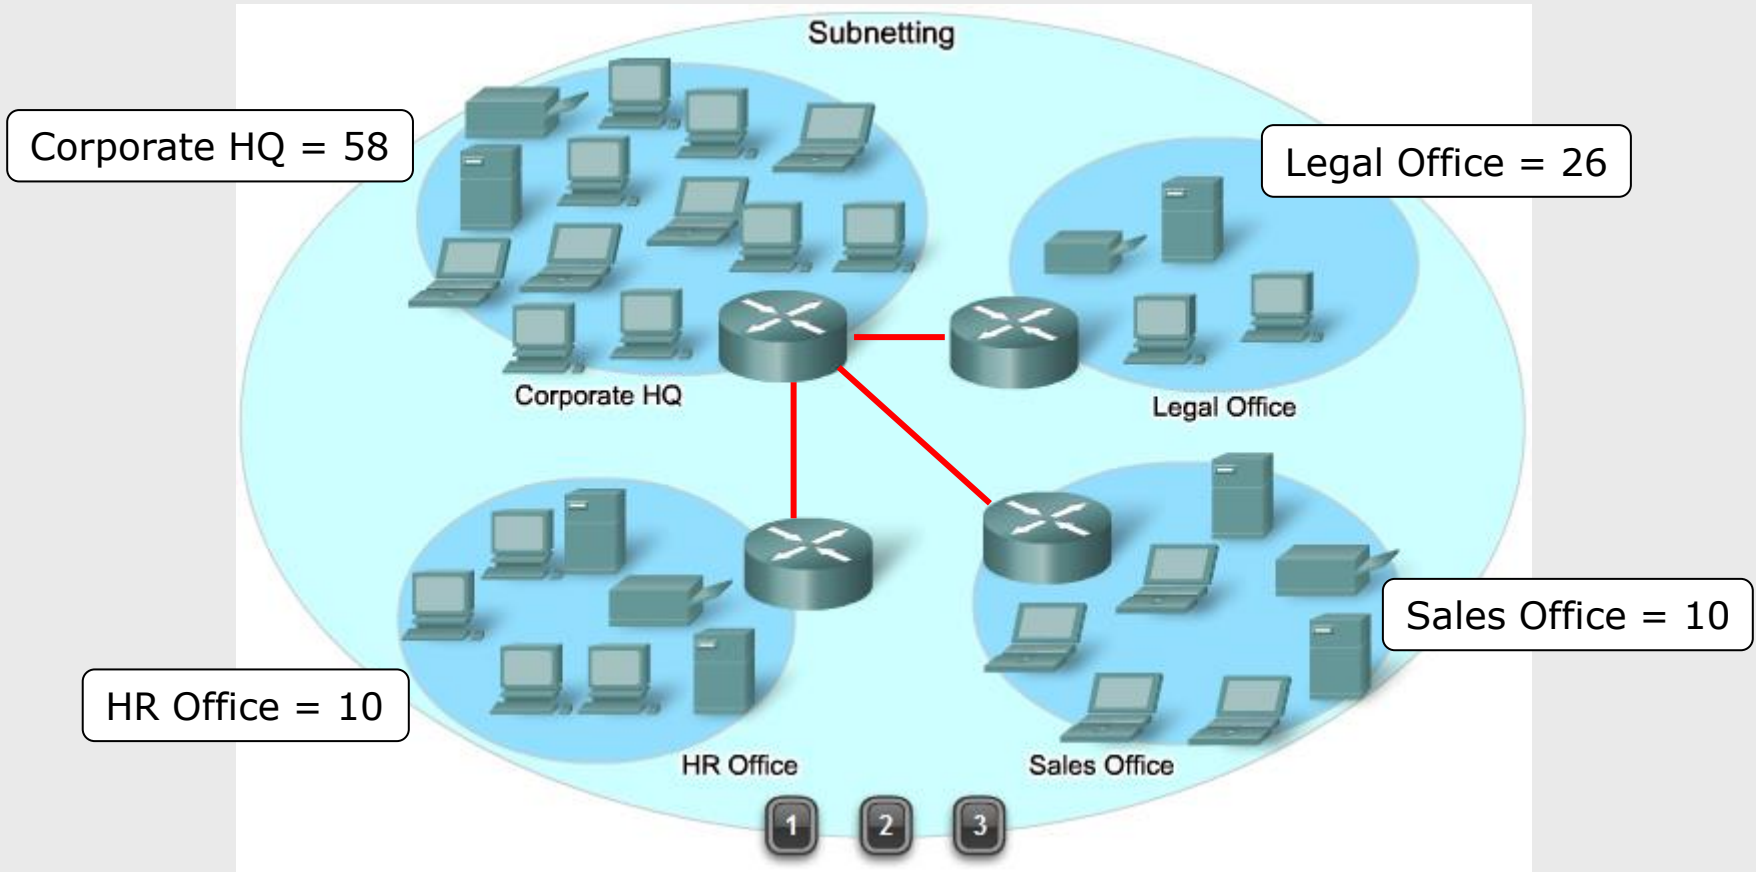 Subnetting
Corporate HQ = 58
Legal Office = 26
Corporate HQ
Legal Office
Sales Office = 10
HR Office = 10
HR Office
Sales Office
1
2
3